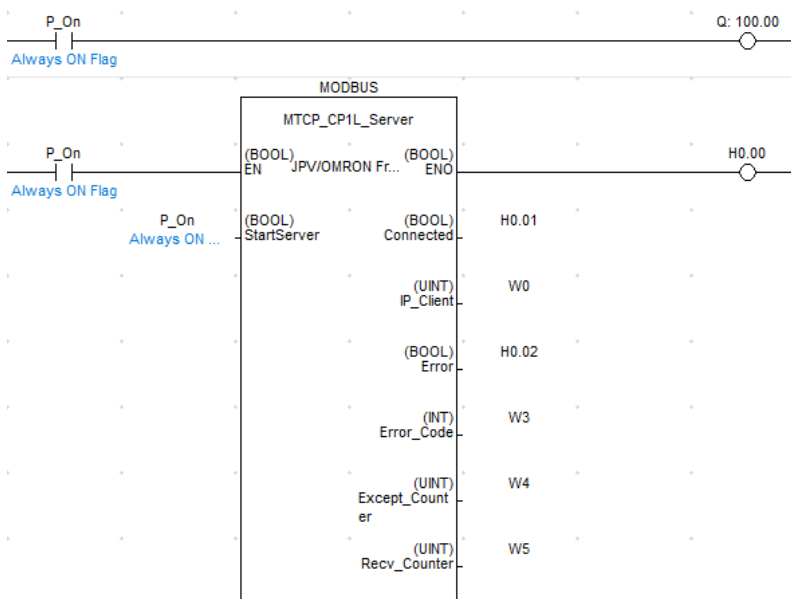 P_On
Q: 100.00
Always ON Flag
MODBUS
MTCP_CP1L_Server
P_On
(BOOL)
EN
JPV/OMRON Fr...
(BOOL)
ENO
H0.00
Always ON Flag
P_On
Always ON ...
(BOOL)
StartServer
(BOOL)
Connected
H0.01
(UINT)
IP_Client
W0
(BOOL)
Error
H0.02
(INT)
Error_Code
W3
(UINT)
Except_Count
er
W4
(UINT)
Recv_Counter
W5